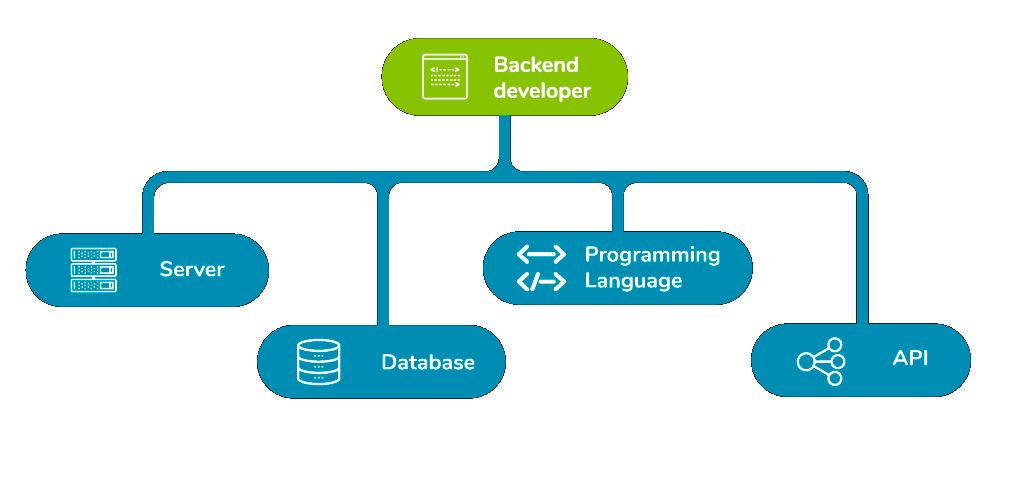 Backend
developer
Server
Programming
Language
Database
API